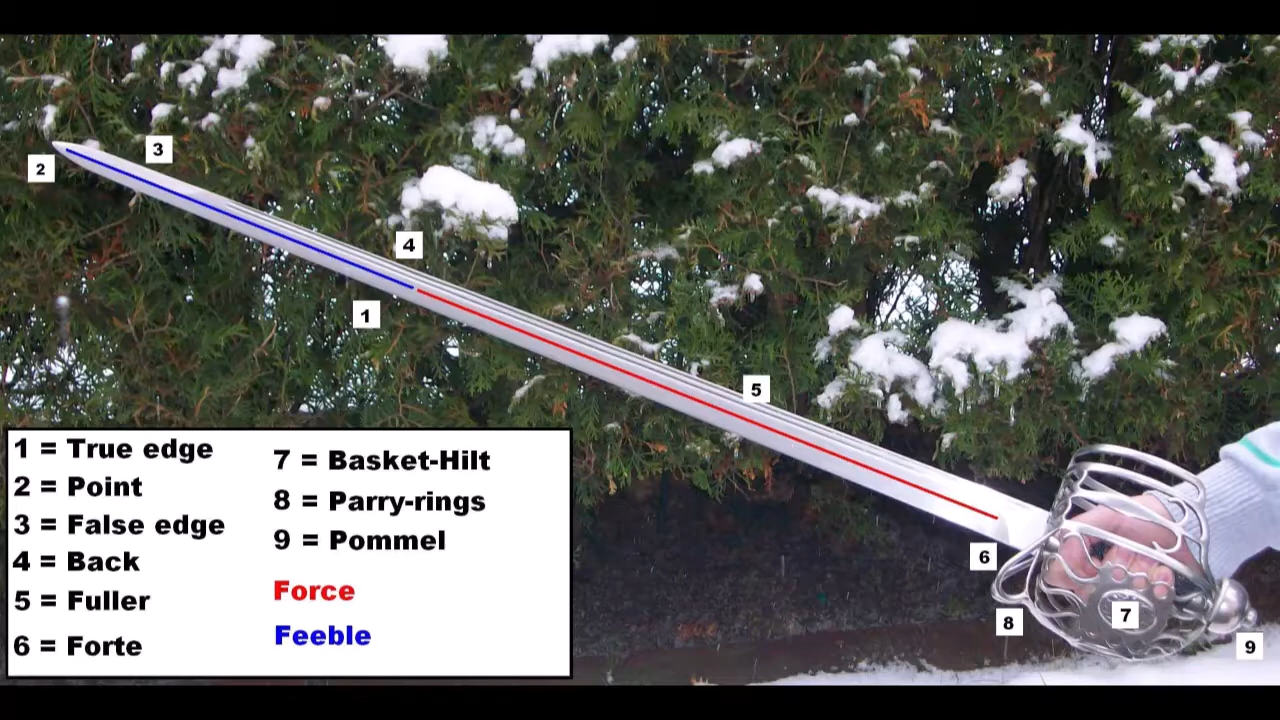 3
2
4
1
5
6
7
8
9
1 = True edge
2 = Point
3 = False edge
4 = Back
5 = Fuller
6 = Forte
7 = Basket-Hilt
8 = Parry-rings
9 = Pommel
Force
Feeble